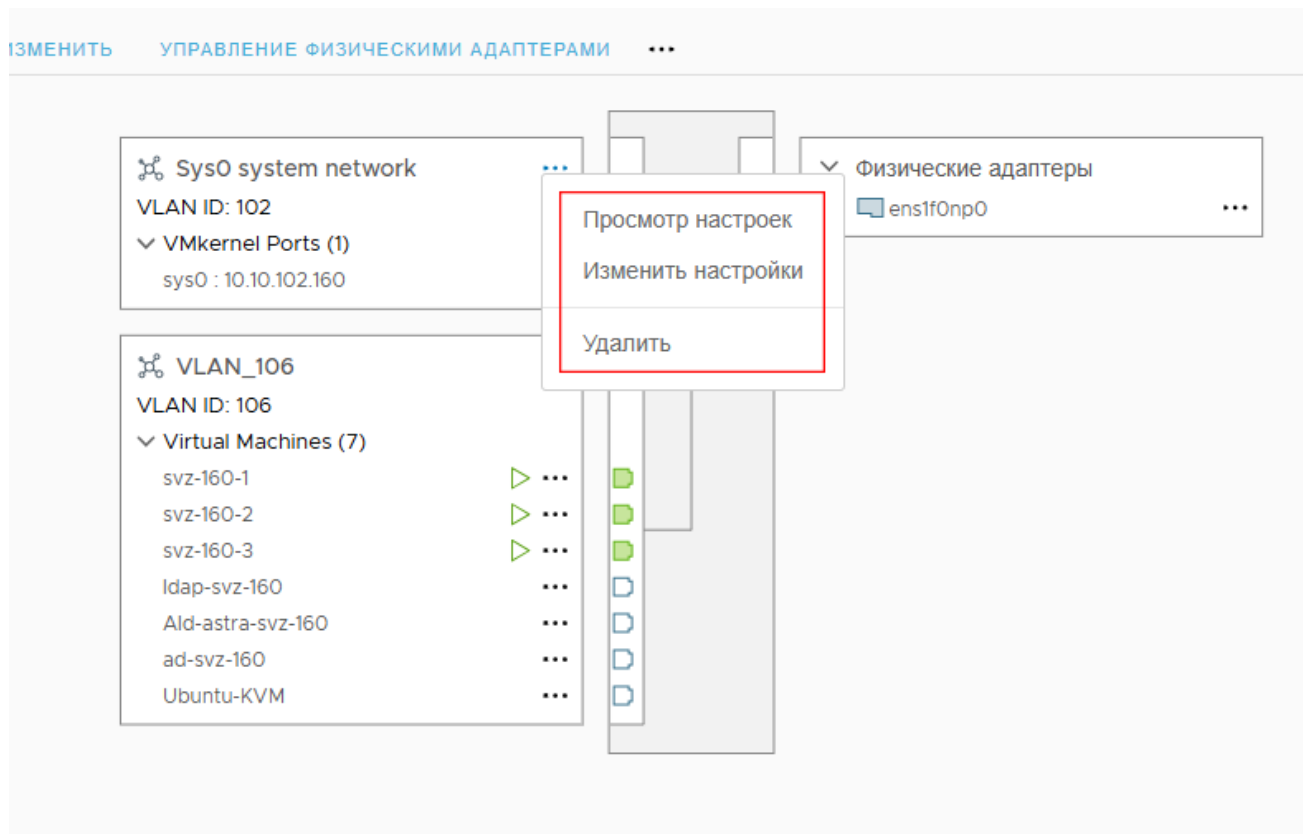 ИЗМЕНИТЬ УПРАВЛЕНИЕ ФИЗИЧЕСКИМИ АДАПТЕРАМИ
Sys0 system network
VLAN ID: 102
VMkernel Ports (1)
sys0 : 10.10.102.160
Просмотр настроек
Изменить настройки
Удалить
Физические адаптеры
ens1f0np0
VLAN_106
VLAN ID: 106
Virtual Machines (7)
svz-160-1
svz-160-2
svz-160-3
ldap-svz-160
Ald-astra-svz-160
ad-svz-160
Ubuntu-KVM